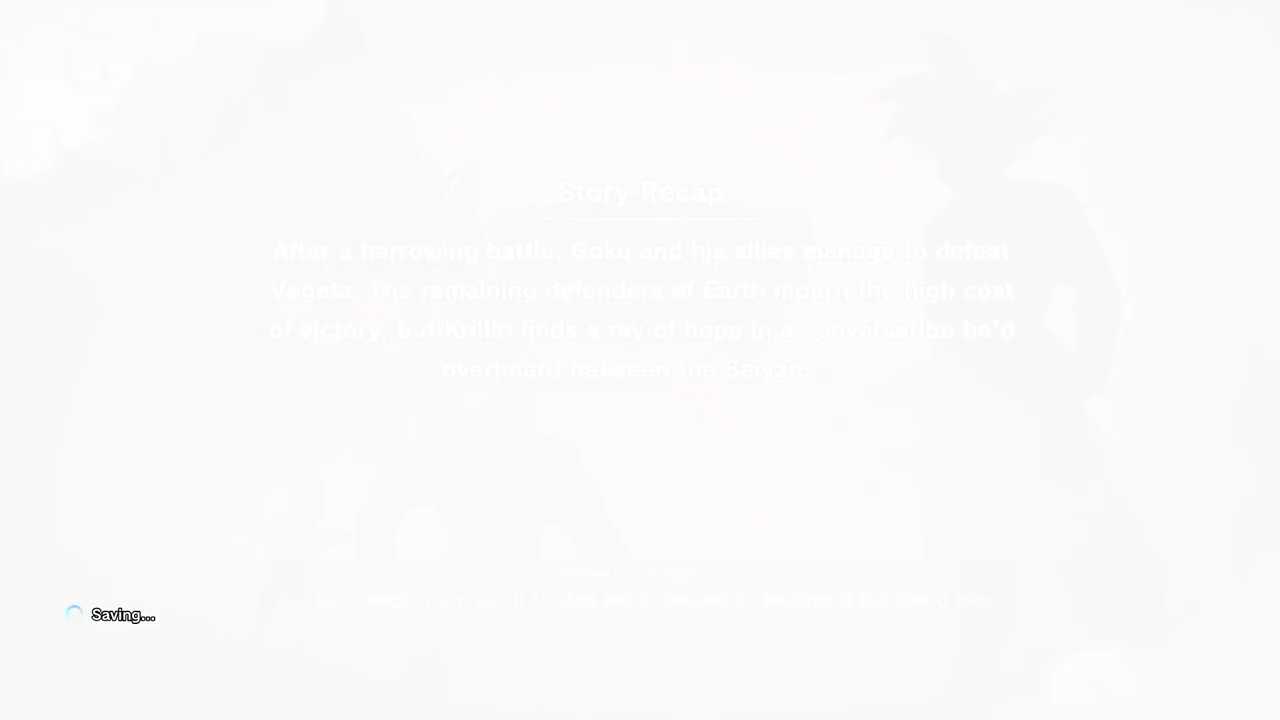 Story Recap
After a harrowing battle, Goku and his allies manage to defeat
Vegeta. The remaining defenders of Earth mourn the high cost
of victory, but Krillin finds a ray of hope in a conversation he'd
overheard between the Saiyans.
Saving...